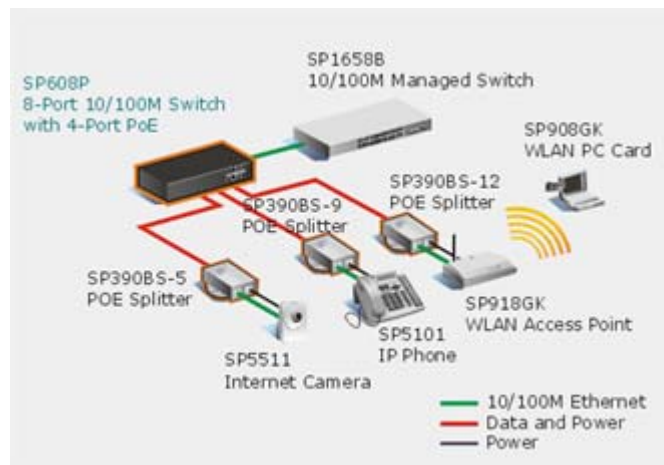 SP608P
8-Port 10/100M Switch
with 4-Port PoE
SP1658B
10/100M Managed Switch
SP908GK
WLAN PC Card
SP390BS-12
POE Splitter
SP390BS-9
POE Splitter
SP390BS-5
POE Splitter
SP918GK
WLAN Access Point
SP5101
IP Phone
SP5511
Internet Camera
10/100M Ethernet
Data and Power
Power